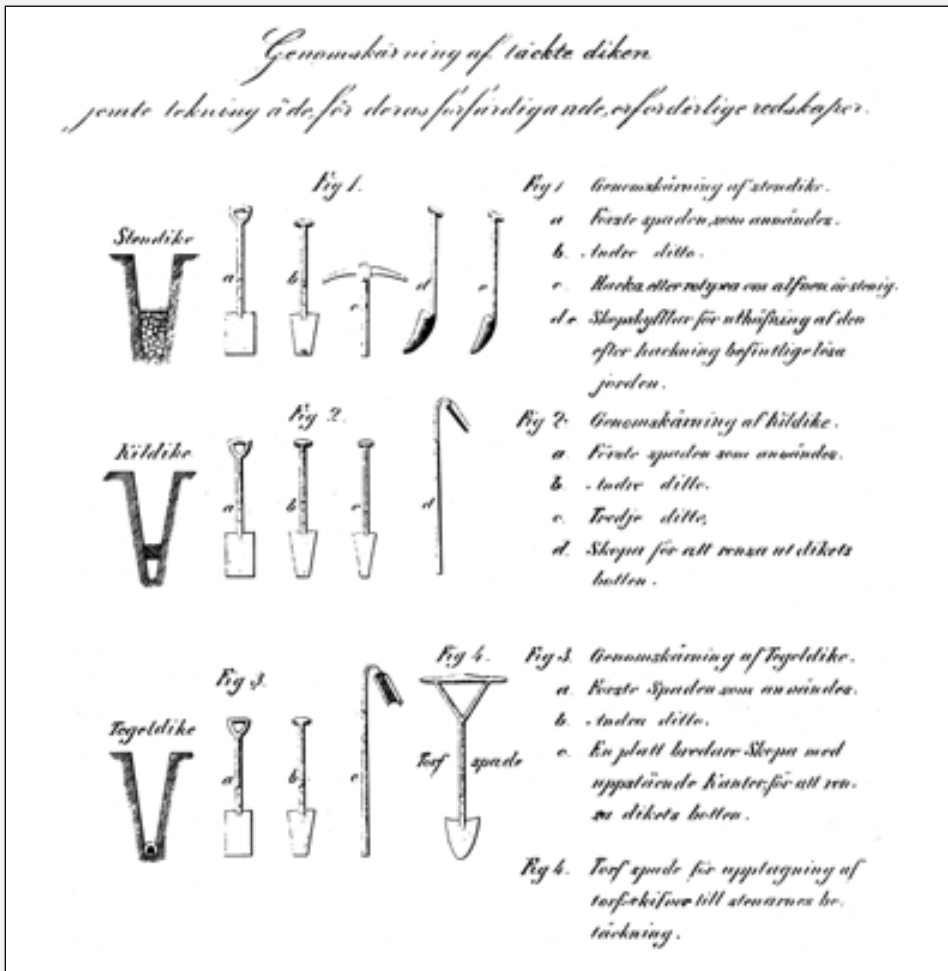 Genomskärning af täckte diken
jemte tekning å de, för deras förfärdigande, erforderlige redskaper.
Fig 1.
Stendike
a
b
c
d
e
Fig 1 Genomskärning af stendike.
a Förste spaden, som användes.
b. Andre ditto.
c. Hacka eller rotyxa om alfven är stenig.
d e Skopskyfflar för uthäfning af den
efter hackning befintlige lösa
jorden.
Fig 2.
Kildike
a
b
c
d
Fig 2. Genomskärning af Kildike.
a. Förste spaden som användes.
b. Andre ditto.
c. Tredje ditto,
d. Skopa för att rensa ut dikets
botten.
Fig 3.
Tegeldike
a
b
c
Fig 4.
Torf spade
Fig 3. Genomskärning af Tegeldike.
a. Förste Spaden som användes.
b. Andra ditto.
c. En platt bredare Skopa med
uppstående Kanter, för att ren-
sa dikets botten.
Fig 4. Torf spade för upptagning af
torfskifvor till stenarnes be-
täckning.